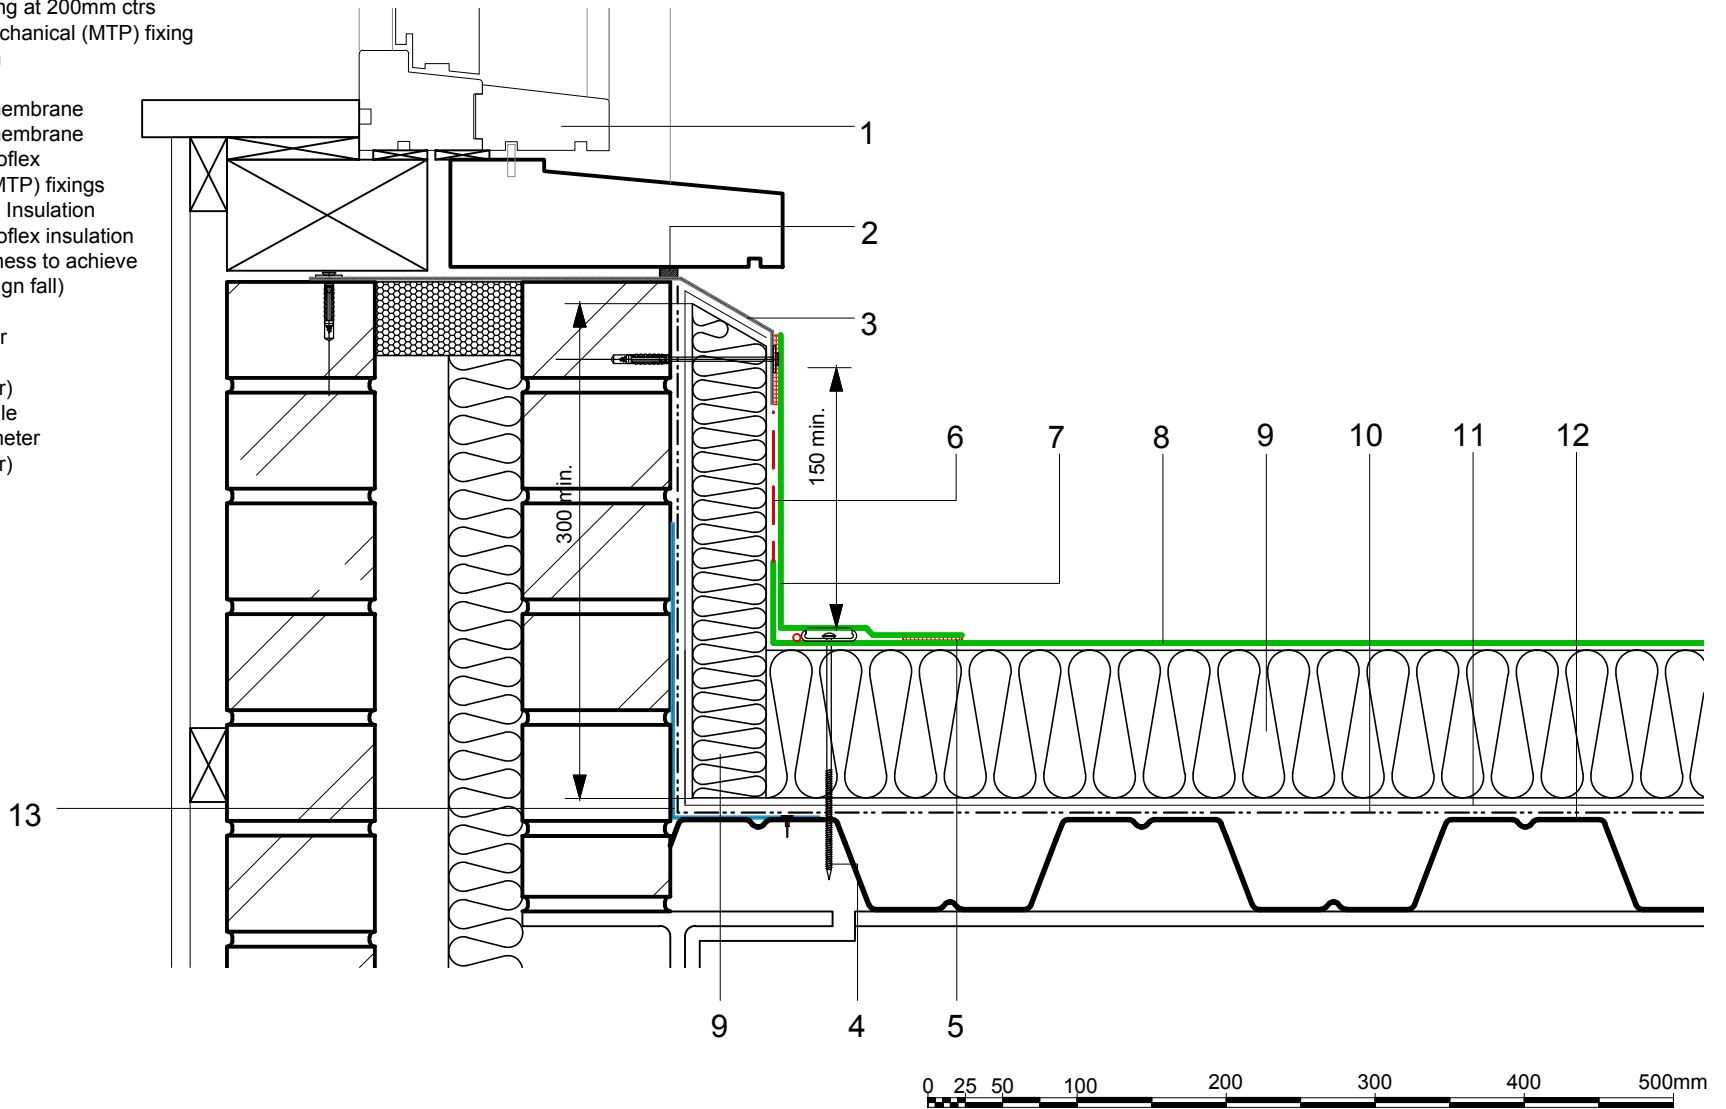 ng at 200mm ctrs
chanical (MTP) fixing
embrane
embrane
oflex
MTP) fixings
Insulation
oflex insulation
ness to achieve
gn fall)
r
r)
le
neter
r)
1
2
3
300 min.
150 min.
6 7 8 9 10 11 12
13
9 4 5
0 25 50 100 200 300 400 500mm